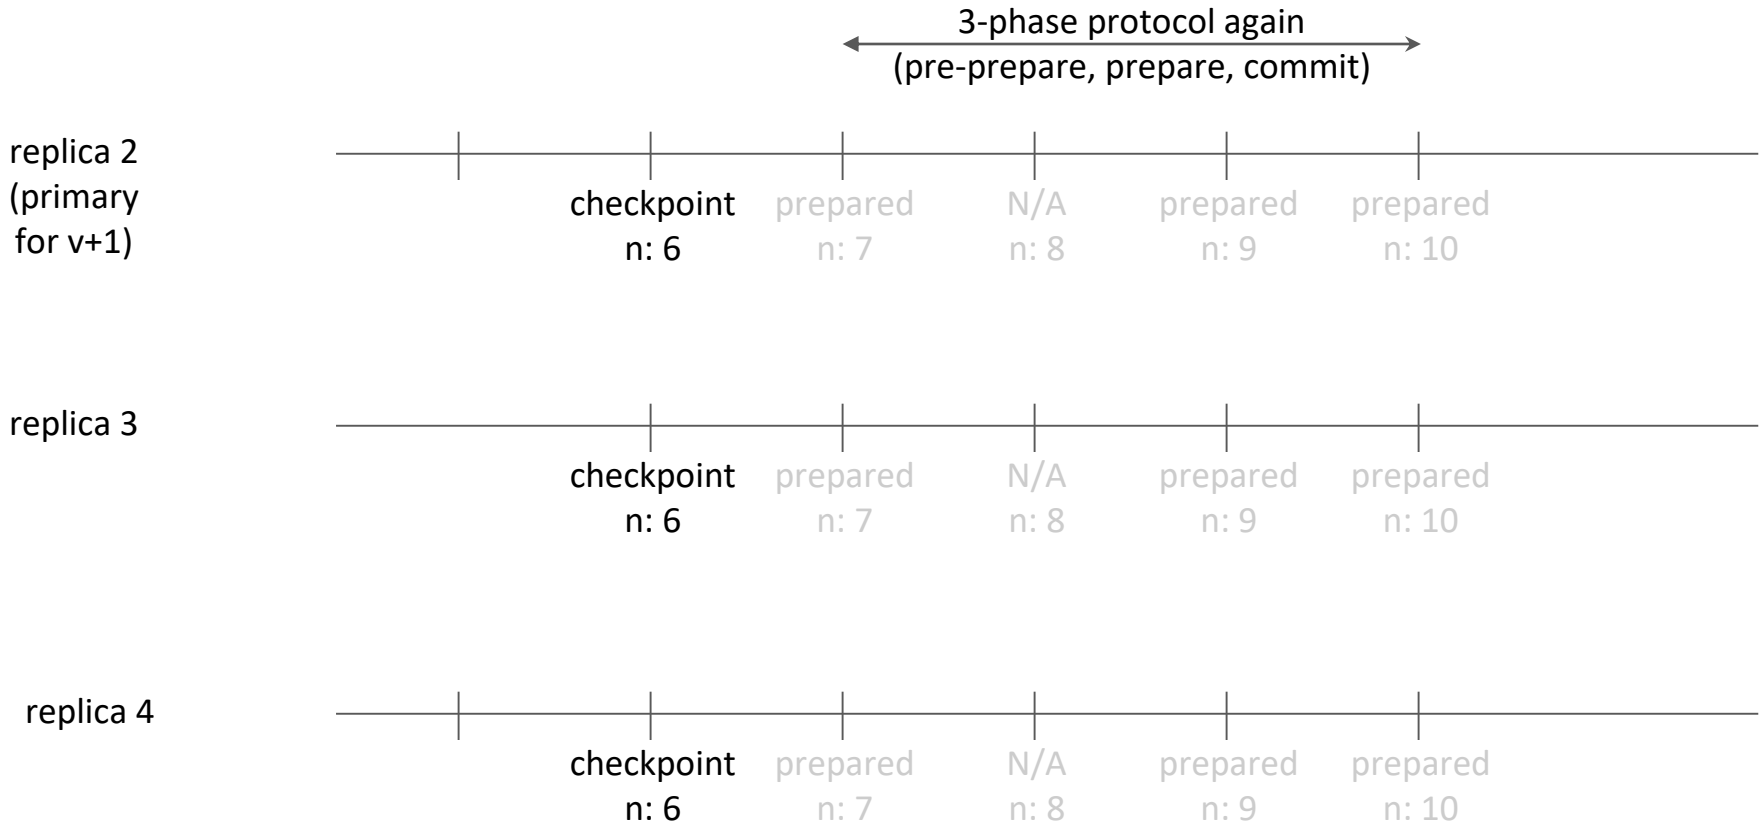 3-phase protocol again
(pre-prepare, prepare, commit)
replica 2
(primary
for v+1)
checkpoint
n: 6
prepared
n: 7
N/A
n: 8
prepared
n: 9
prepared
n: 10
replica 3
checkpoint
n: 6
prepared
n: 7
N/A
n: 8
prepared
n: 9
prepared
n: 10
replica 4
checkpoint
n: 6
prepared
n: 7
N/A
n: 8
prepared
n: 9
prepared
n: 10